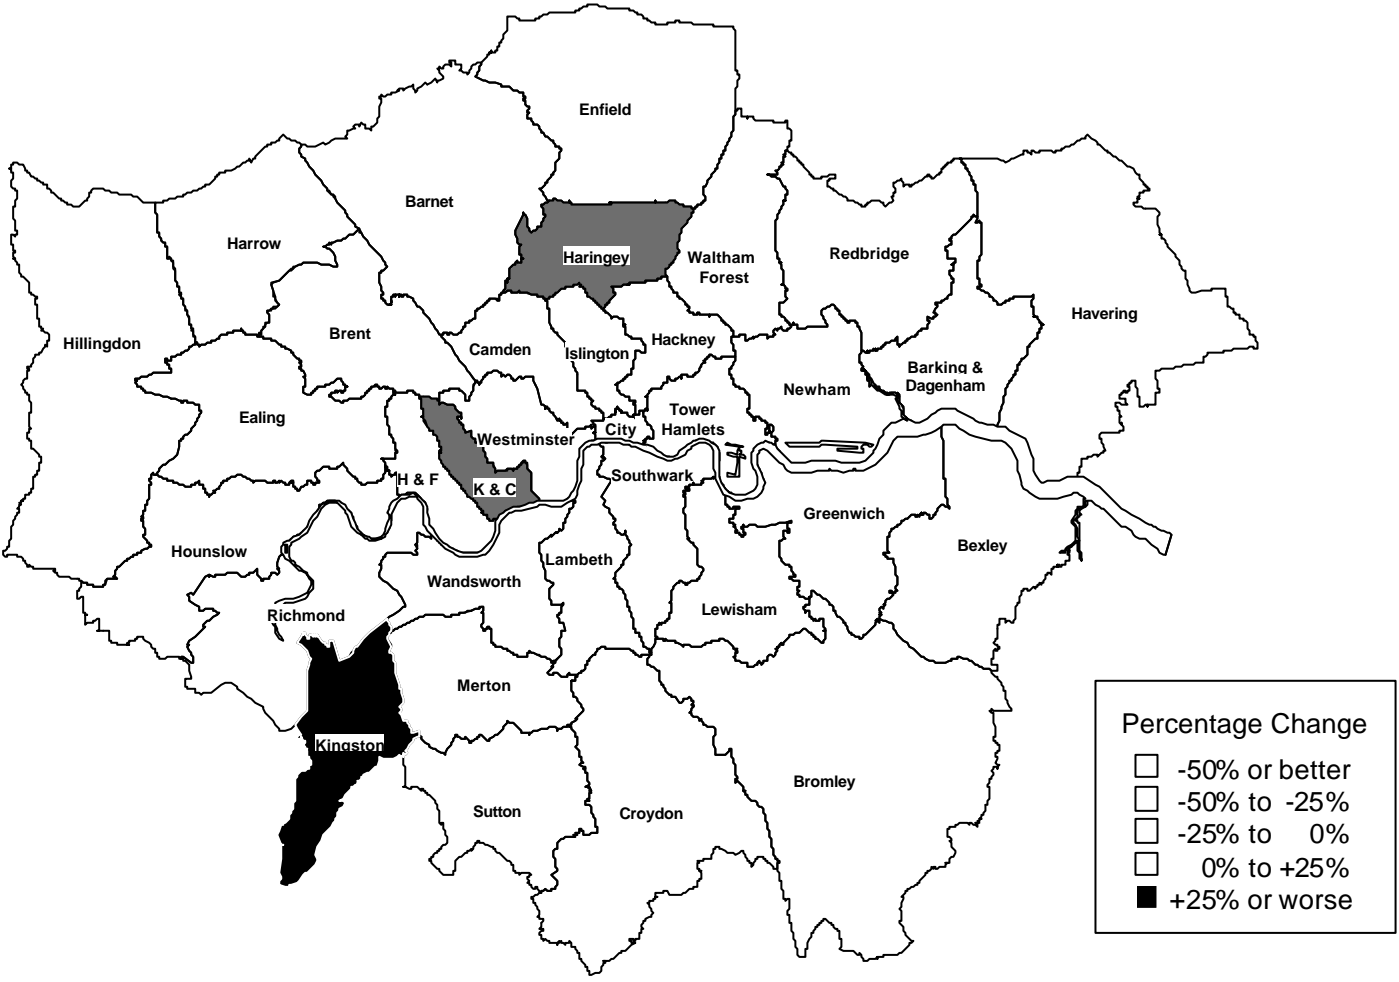 Enfield
Barnet
Harrow
Haringey
Waltham
Forest
Redbridge
Havering
Hillingdon
Brent
Camden
Islington
Hackney
Barking &
Dagenham
Newham
Ealing
Tower
Hamlets
City
Westminster
H & F
K & C
Southwark
Greenwich
Bexley
Hounslow
Wandsworth
Lambeth
Lewisham
Richmond
Merton
Kingston
Sutton
Croydon
Bromley
Percentage Change
-50% or better
-50% to -25%
-25% to 0%
0% to +25%
+25% or worse